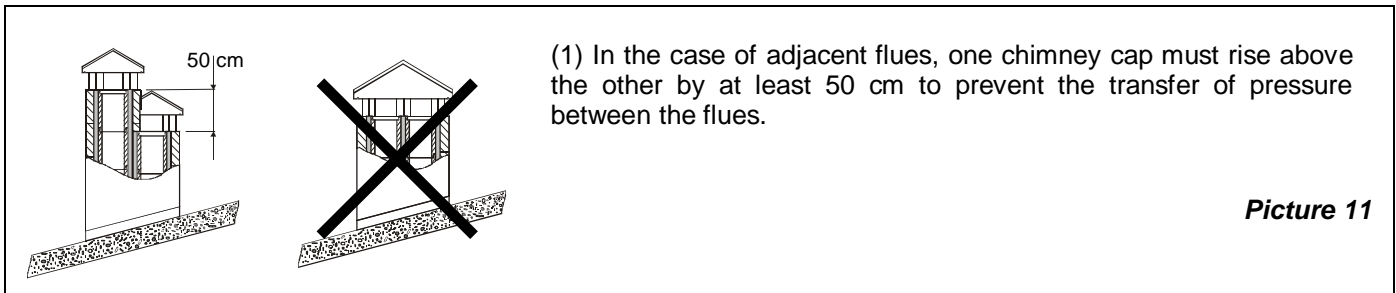 50 cm
(1) In the case of adjacent flues, one chimney cap must rise above
the other by at least 50 cm to prevent the transfer of pressure
between the flues.
Picture 11